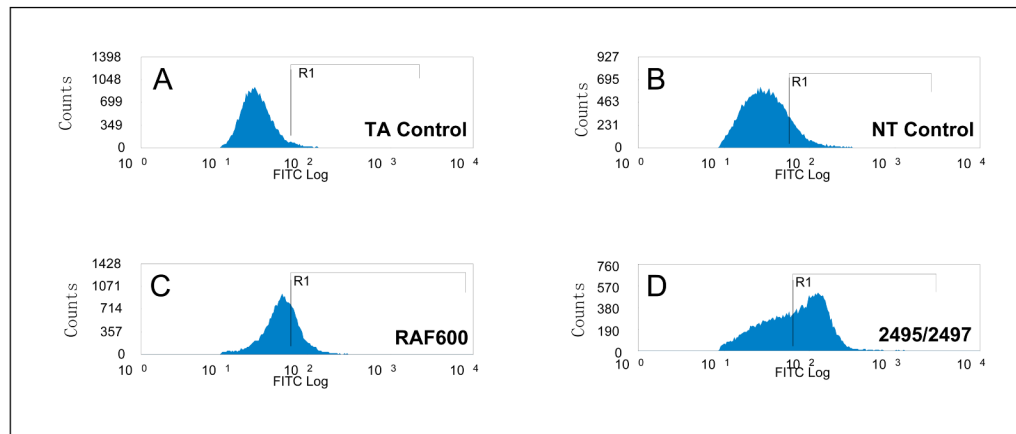 1398
1048
699
349
0
Counts
A
R1
TA Control
10 0 10 1 10 2 10 3 10 4
FITC Log
927
695
463
231
0
Counts
B
R1
NT Control
10 0 10 1 10 2 10 3 10 4
FITC Log
1428
1071
714
357
0
Counts
C
R1
RAF600
10 0 10 1 10 2 10 3 10 4
FITC Log
760
570
380
190
0
Counts
D
R1
2495/2497
10 0 10 1 10 2 10 3 10 4
FITC Log